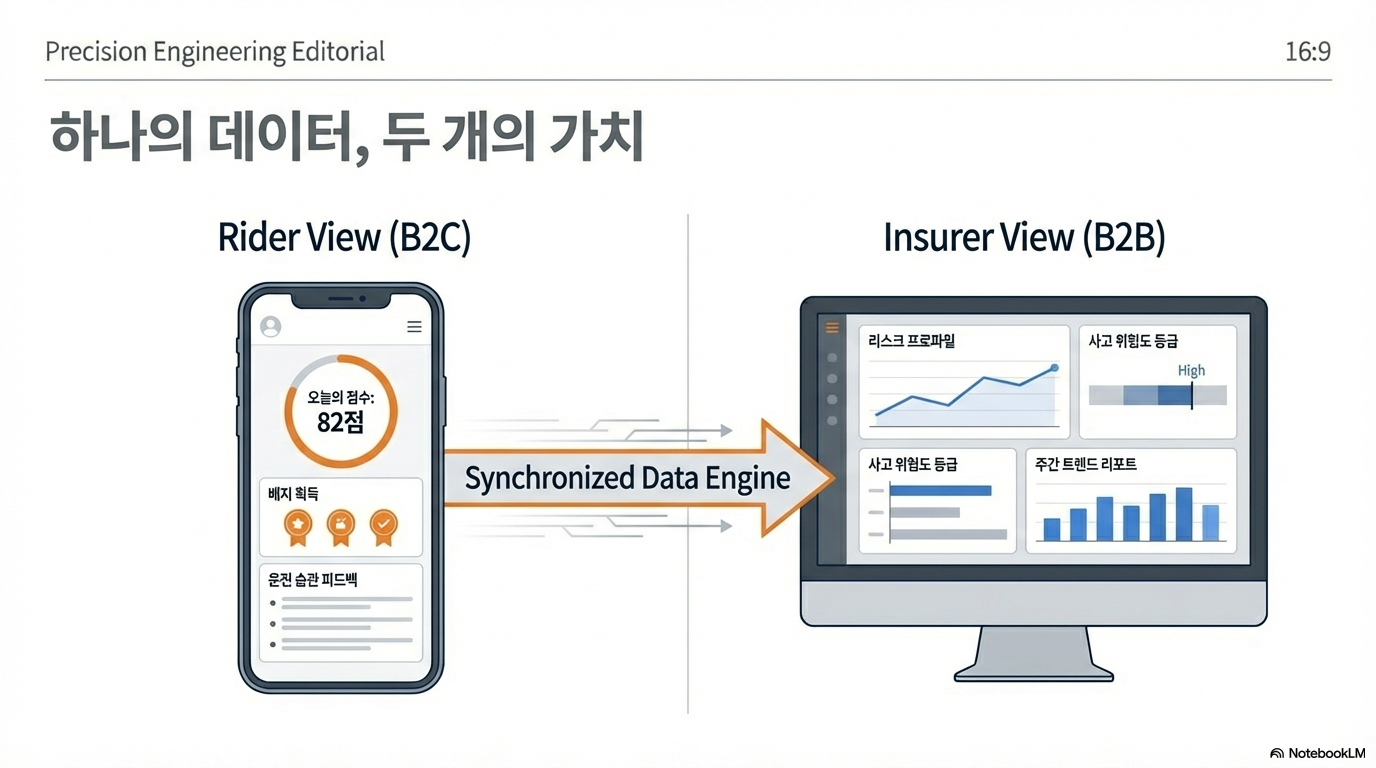 Precision Engineering Editorial
16:9
하나의 데이터, 두 개의 가치
Rider View (B2C)
오늘의 점수:
82점
배지 획득
운전 습관 피드백
Synchronized Data Engine
Insurer View (B2B)
리스크 프로파일
사고 위험도 등급
High
사고 위험도 등급
주간 트렌드 리포트
NotebookLM